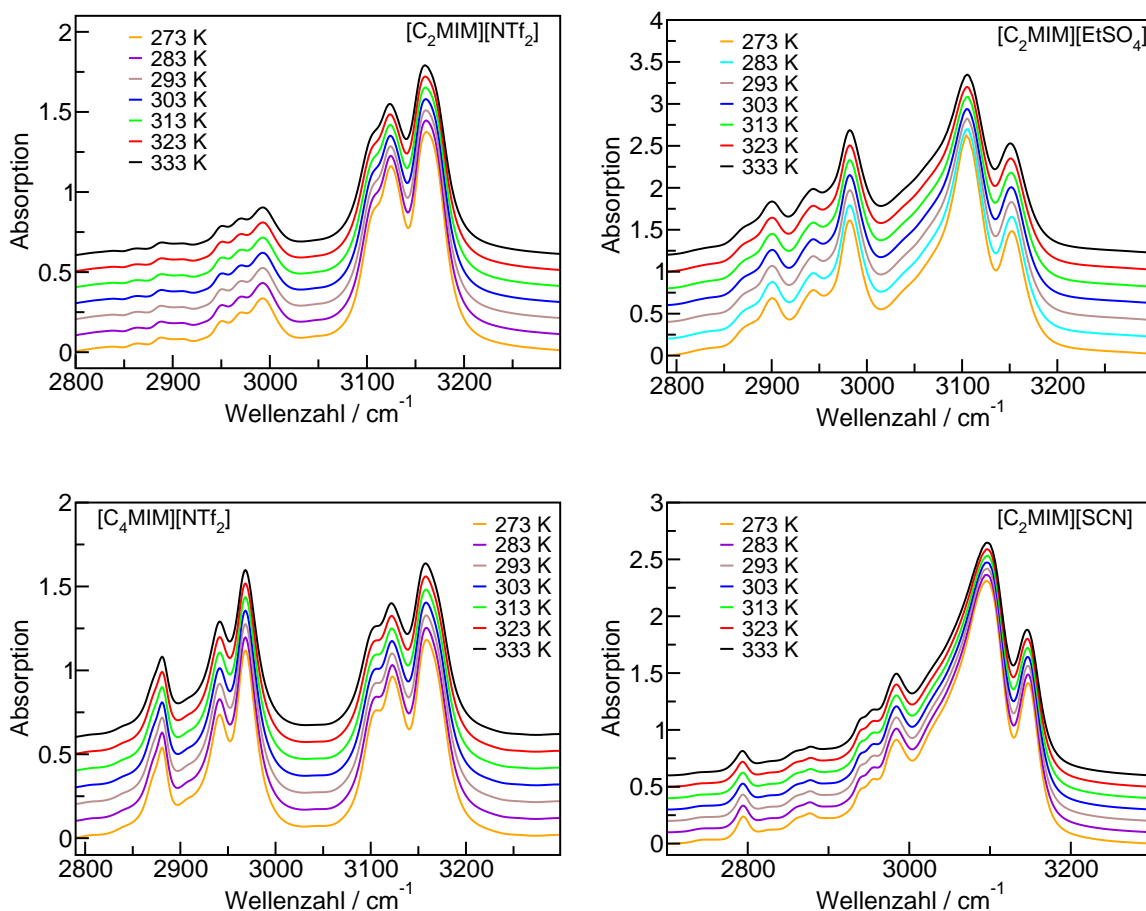 [C₂MIM][NTf₂]
273 K
283 K
293 K
303 K
313 K
323 K
333 K
2
1.5
1
0.5
0
Absorption
2800 2900 3000 3100 3200
Wellenzahl / cm⁻¹
[C₂MIM][EtSO₄]
273 K
283 K
293 K
303 K
313 K
323 K
333 K
4
3.5
3
2.5
2
1.5
1
0.5
0
Absorption
2800 2900 3000 3100 3200
Wellenzahl / cm⁻¹
[C₄MIM][NTf₂]
273 K
283 K
293 K
303 K
313 K
323 K
333 K
2
1.5
1
0.5
0
Absorption
2800 2900 3000 3100 3200
Wellenzahl / cm⁻¹
[C₂MIM][SCN]
273 K
283 K
293 K
303 K
313 K
323 K
333 K
3
2.5
2
1.5
1
0.5
0
Absorption
2800 3000 3200
Wellenzahl / cm⁻¹